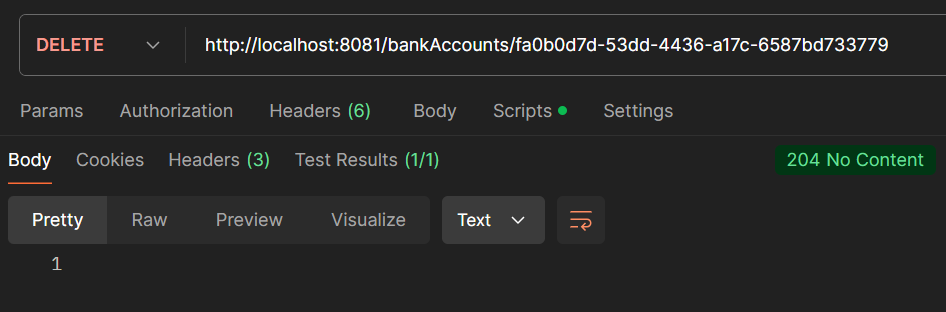 DELETE http://localhost:8081/bankAccounts/fa0b0d7d-53dd-4436-a17c-6587bd733779
Params Authorization Headers (6) Body Scripts Settings
Body Cookies Headers (3) Test Results (1/1) 204 No Content
Pretty Raw Preview Visualize Text
1